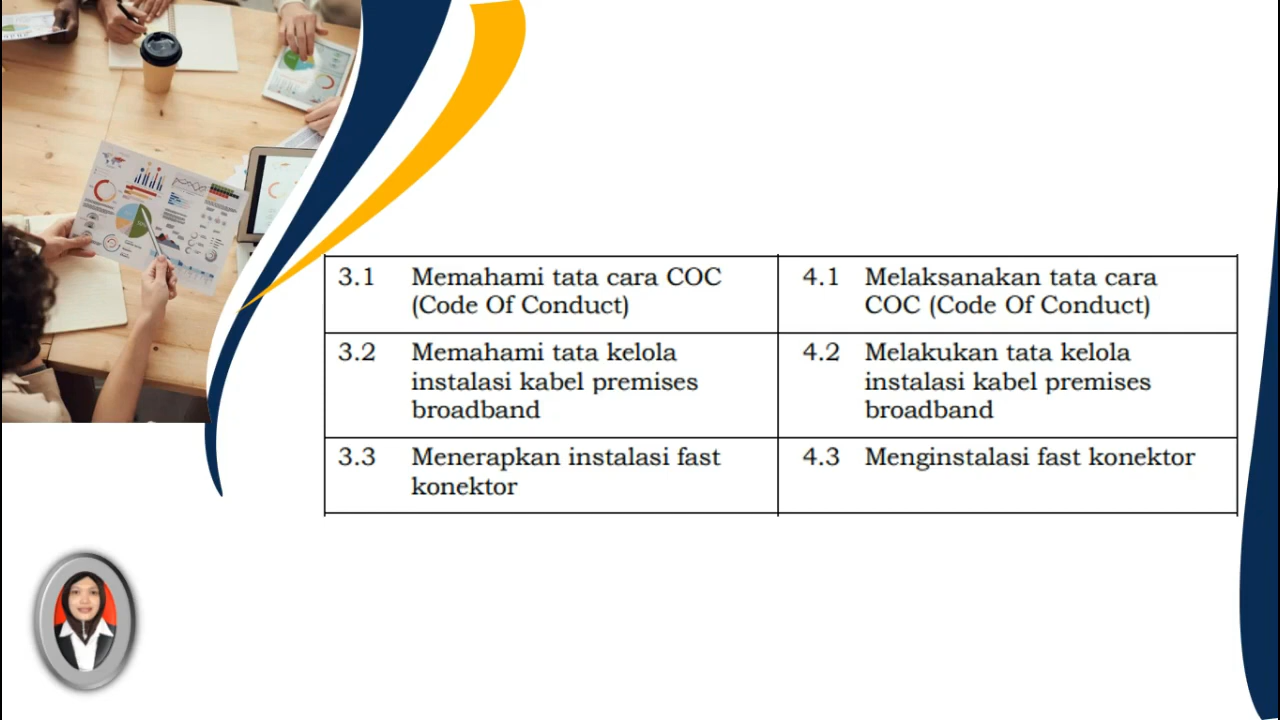 3.1 Memahami tata cara COC
(Code Of Conduct)
4.1 Melaksanakan tata cara
COC (Code Of Conduct)
3.2 Memahami tata kelola
instalasi kabel premises
broadband
4.2 Melakukan tata kelola
instalasi kabel premises
broadband
3.3 Menerapkan instalasi fast
konektor
4.3 Menginstalasi fast konektor